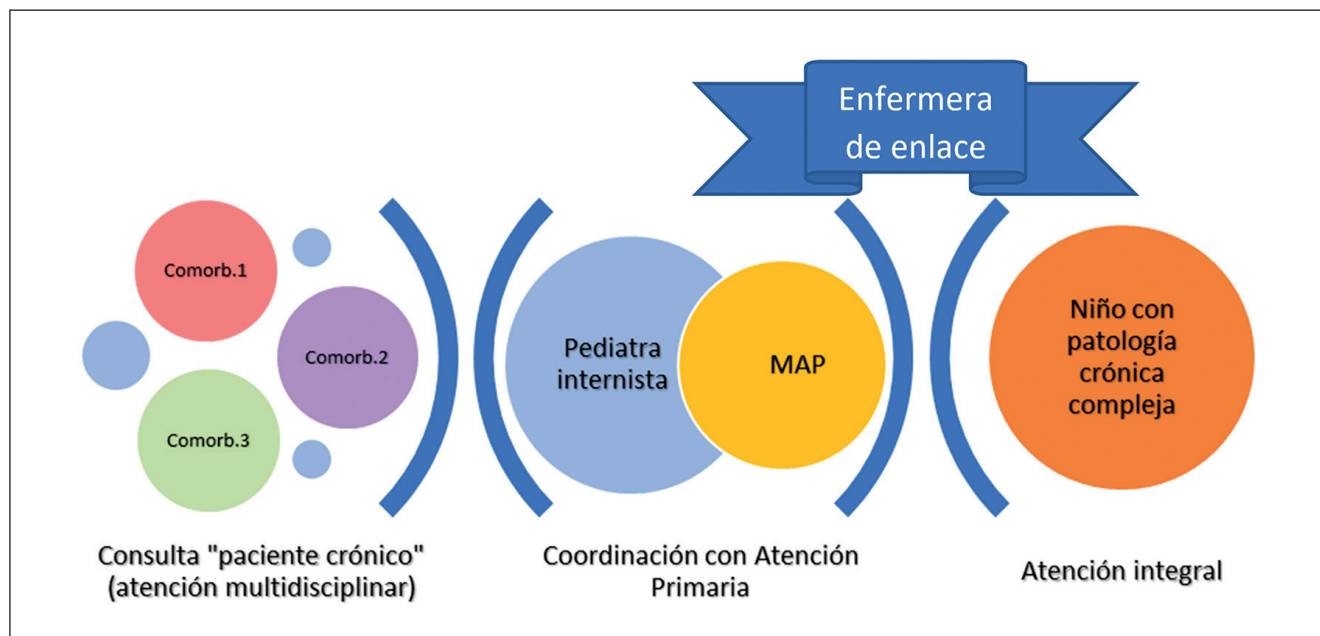 Enfermera
de enlace
Comorb.1
Comorb.2
Comorb.3
Pediatra
internista
MAP
Niño con
patología
crónica
compleja
Consulta "paciente crónico"
(atención multidisciplinar)
Coordinación con Atención
Primaria
Atención integral